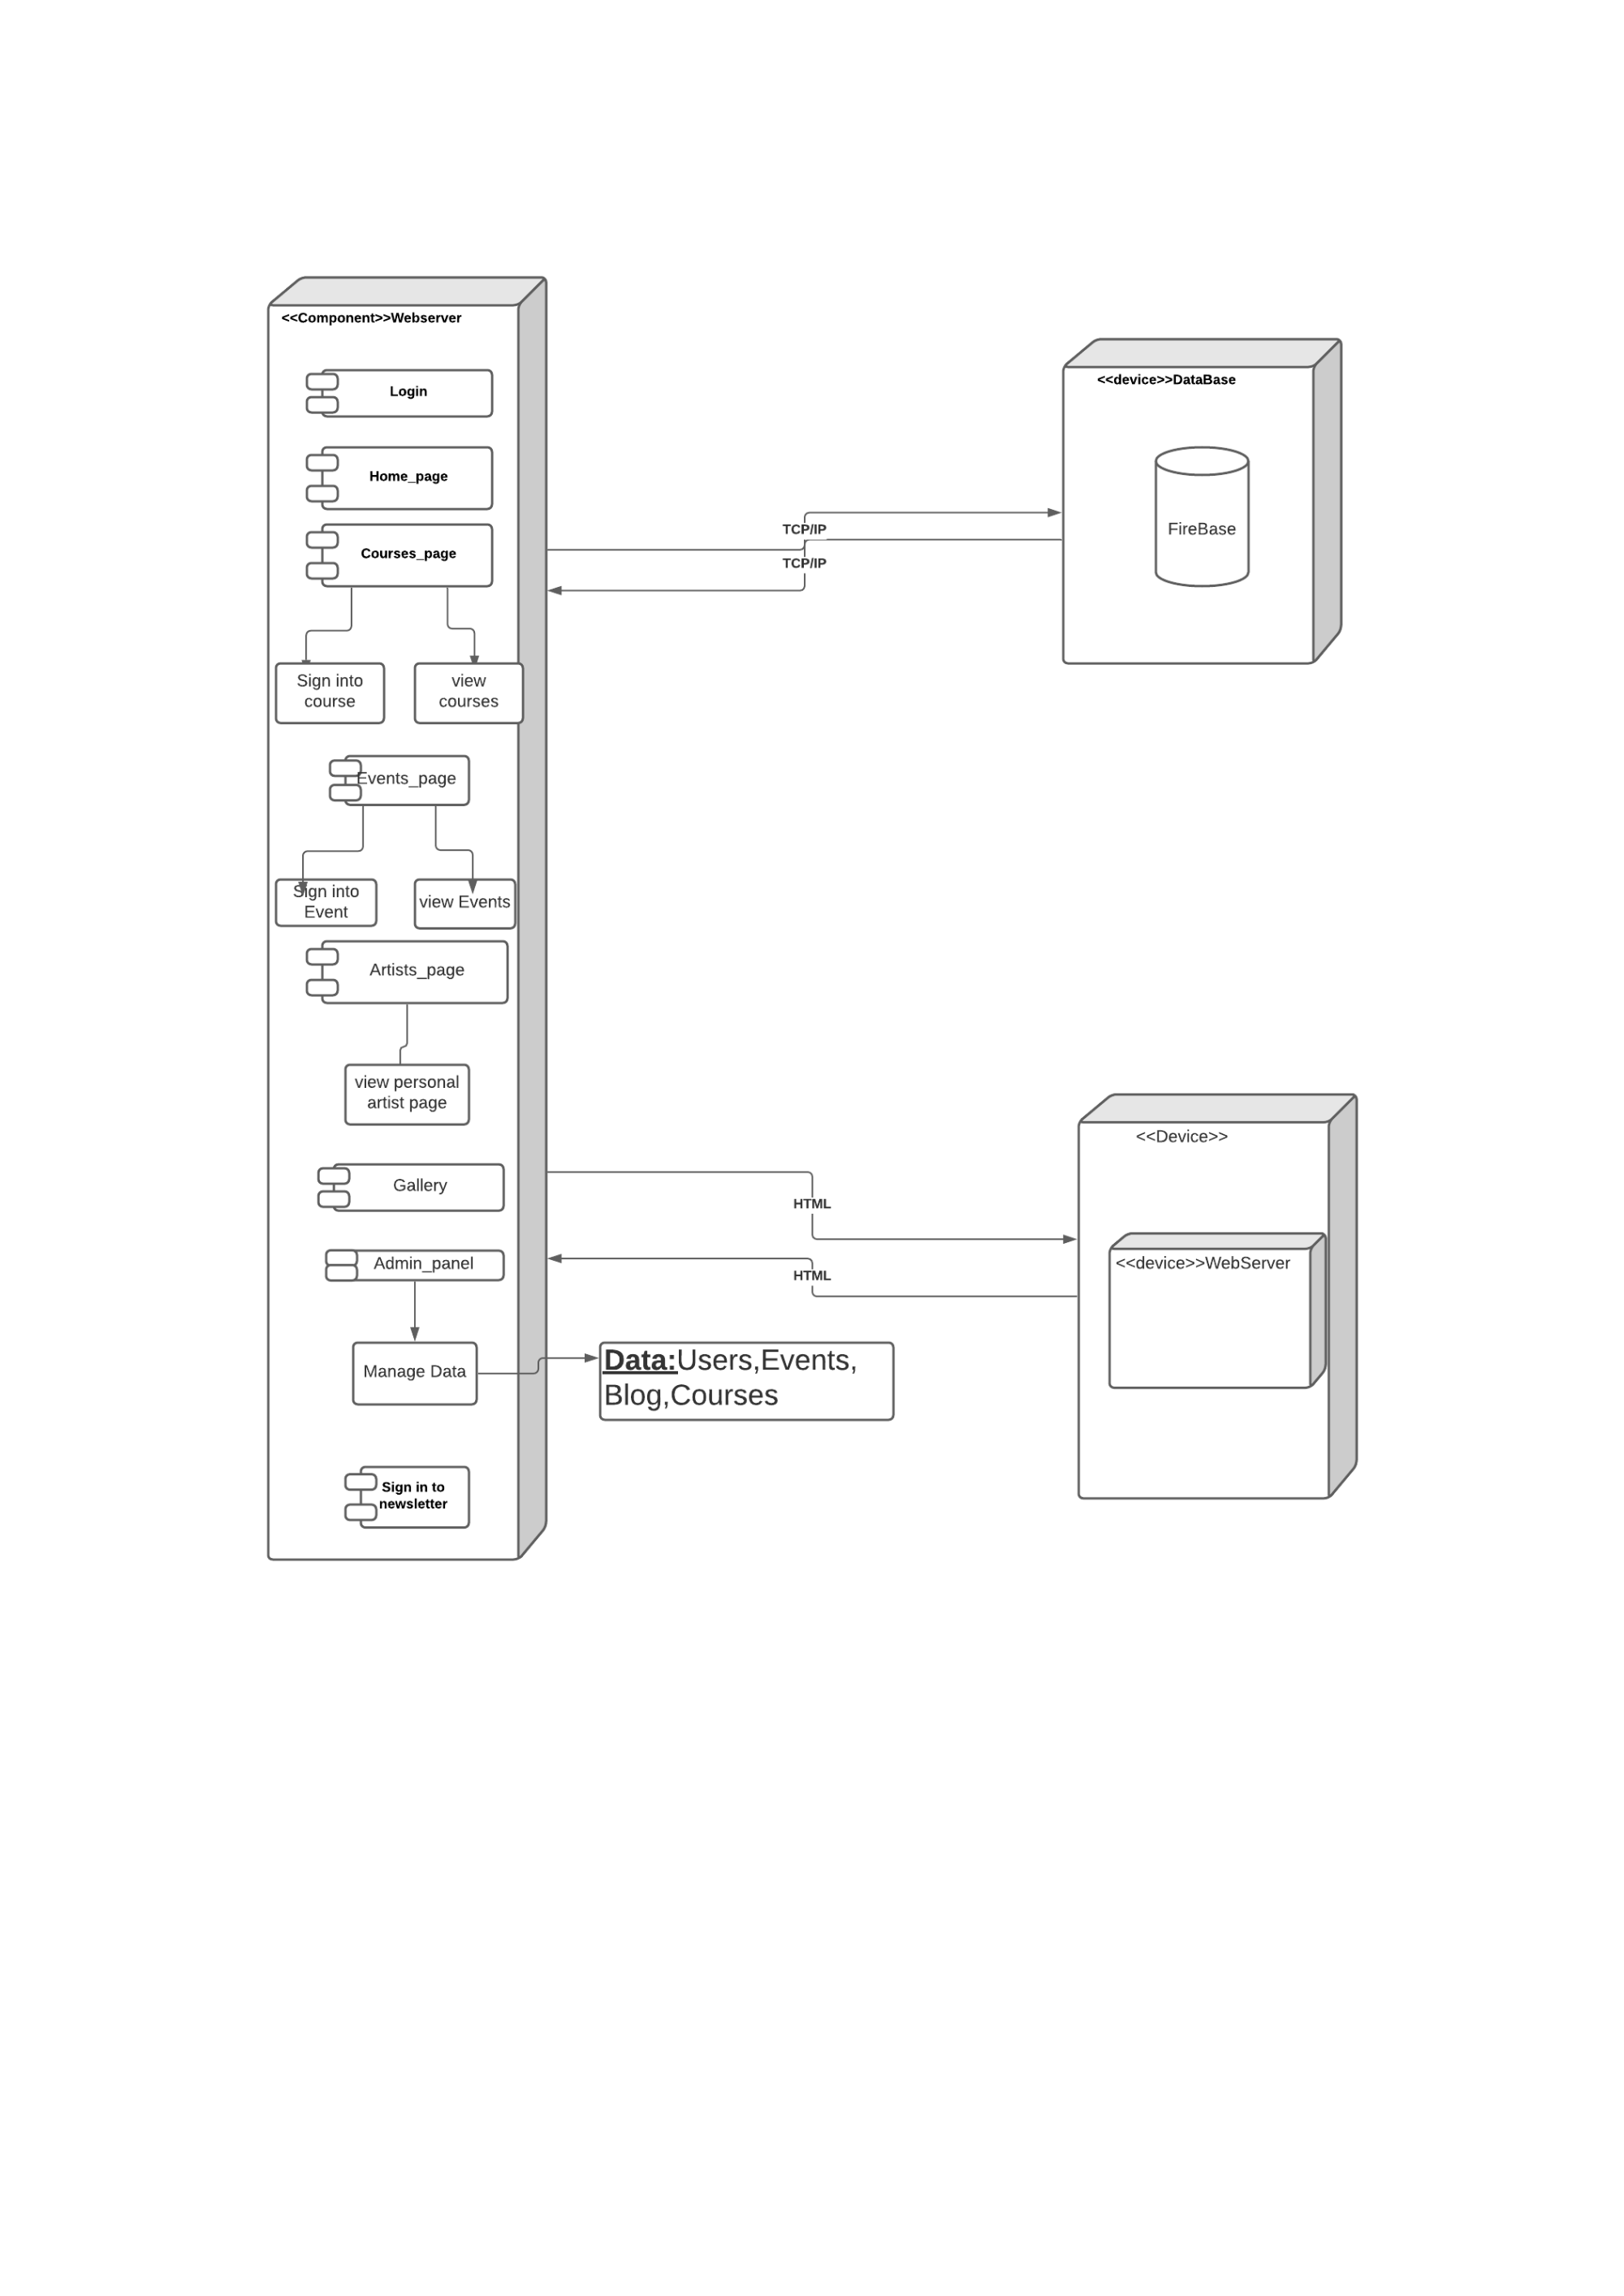 <<Component>>Webserver
Login
Home_page
Courses_page
Sign into
course
view
courses
Events_page
Sign into
Event
view Events
Artists_page
view personal
artist page
Gallery
Admin_panel
Manage Data
Sign in to
newsletter
TCP/IP
TCP/IP
<<device>>DataBase
FireBase
HTML
HTML
Data:Users,Events,
Blog,Courses
<<Device>>
<<device>>WebServer